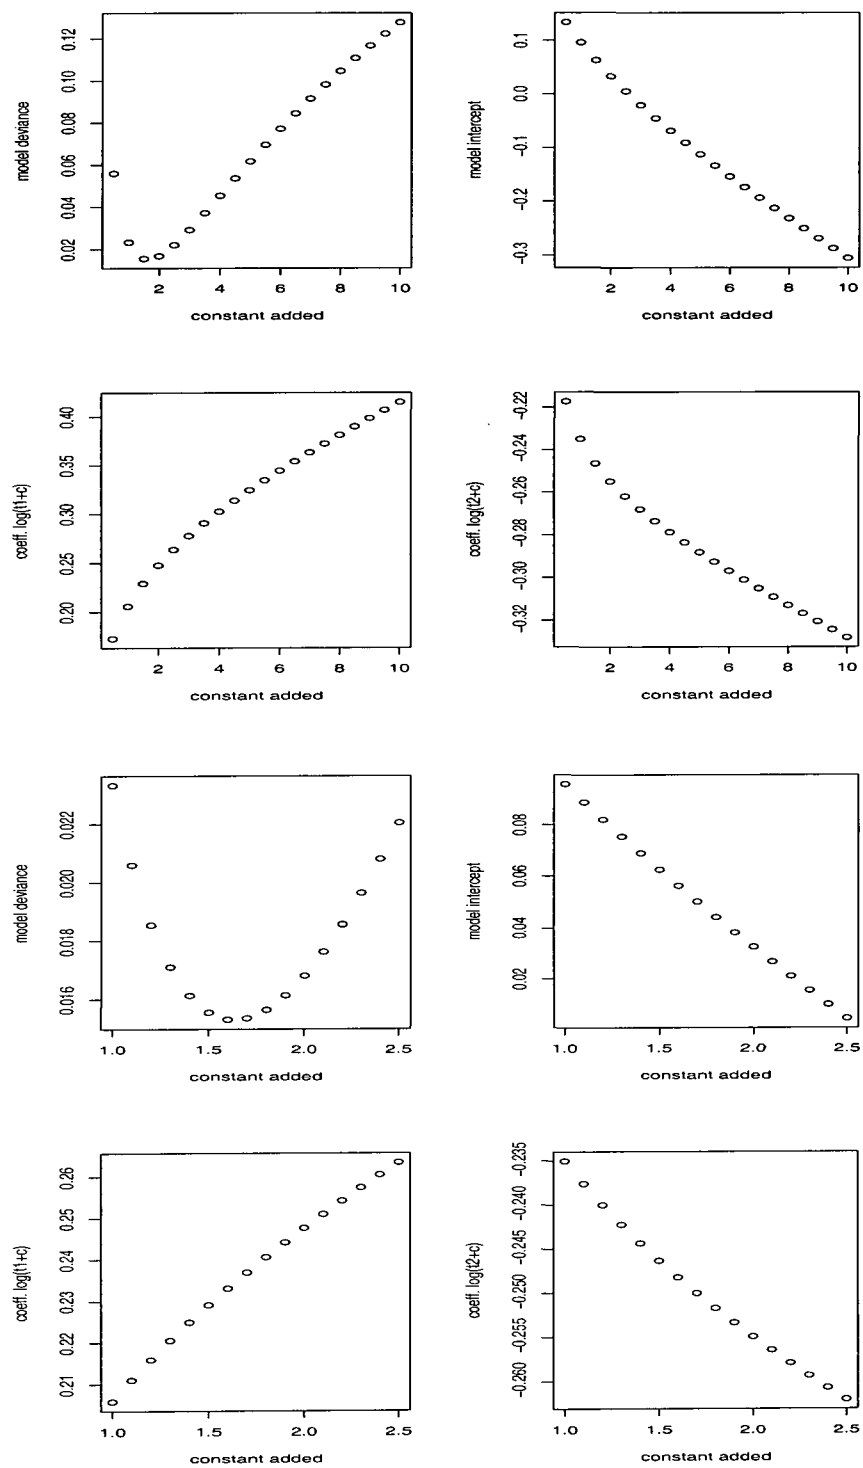 model deviance
0.02 0.04 0.06 0.08 0.10 0.12
2 4 6 8 10
constant added
model intercept
-0.3 -0.2 -0.1 0.0 0.1
2 4 6 8 10
constant added
coeff. log(t1+c)
0.20 0.25 0.30 0.35 0.40
2 4 6 8 10
constant added
coeff. log(t2+c)
-0.32 -0.30 -0.28 -0.26 -0.24 -0.22
2 4 6 8 10
constant added
model deviance
0.016 0.018 0.020 0.022
1.0 1.5 2.0 2.5
constant added
model intercept
0.02 0.04 0.06 0.08
1.0 1.5 2.0 2.5
constant added
coeff. log(t1+c)
0.21 0.22 0.23 0.24 0.25 0.26
1.0 1.5 2.0 2.5
constant added
coeff. log(t2+c)
-0.260 -0.255 -0.250 -0.245 -0.240 -0.235
1.0 1.5 2.0 2.5
constant added